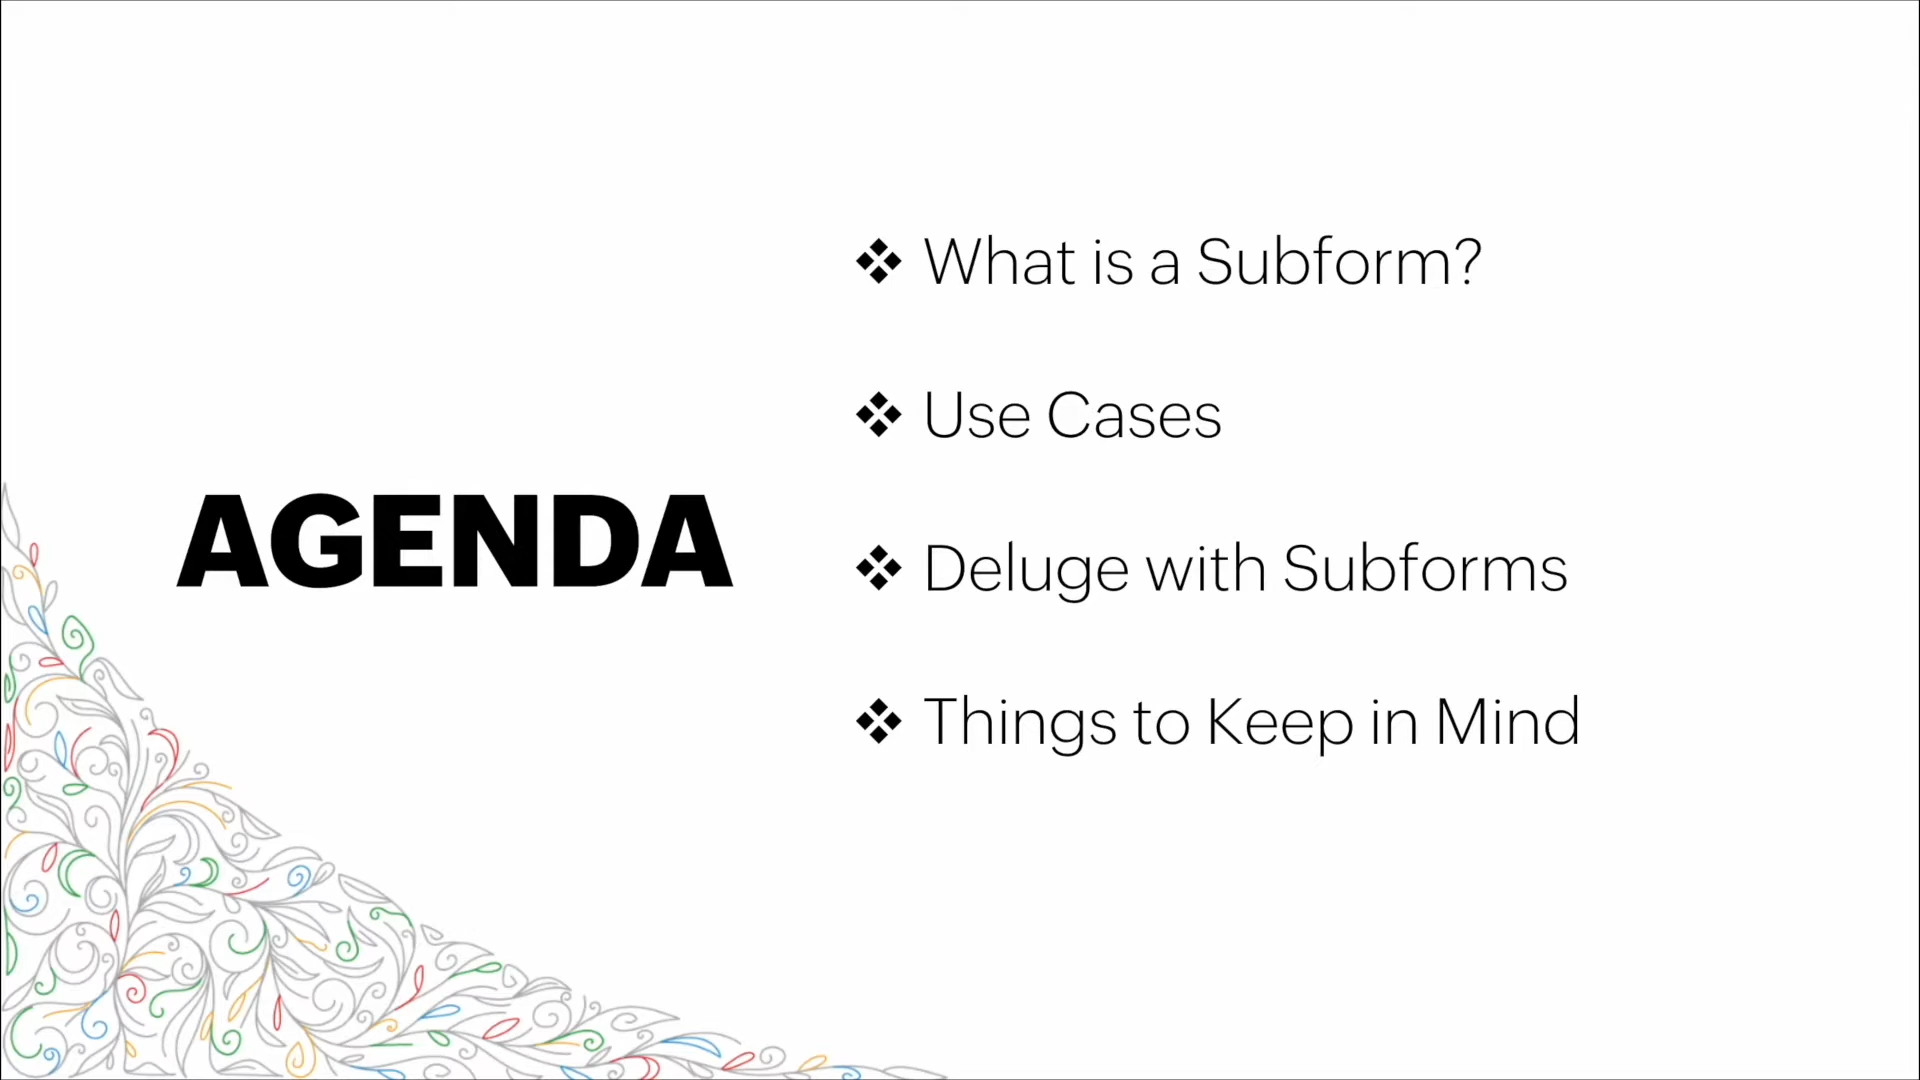 AGENDA
❖ What is a Subform?
❖ Use Cases
❖ Deluge with Subforms
❖ Things to Keep in Mind